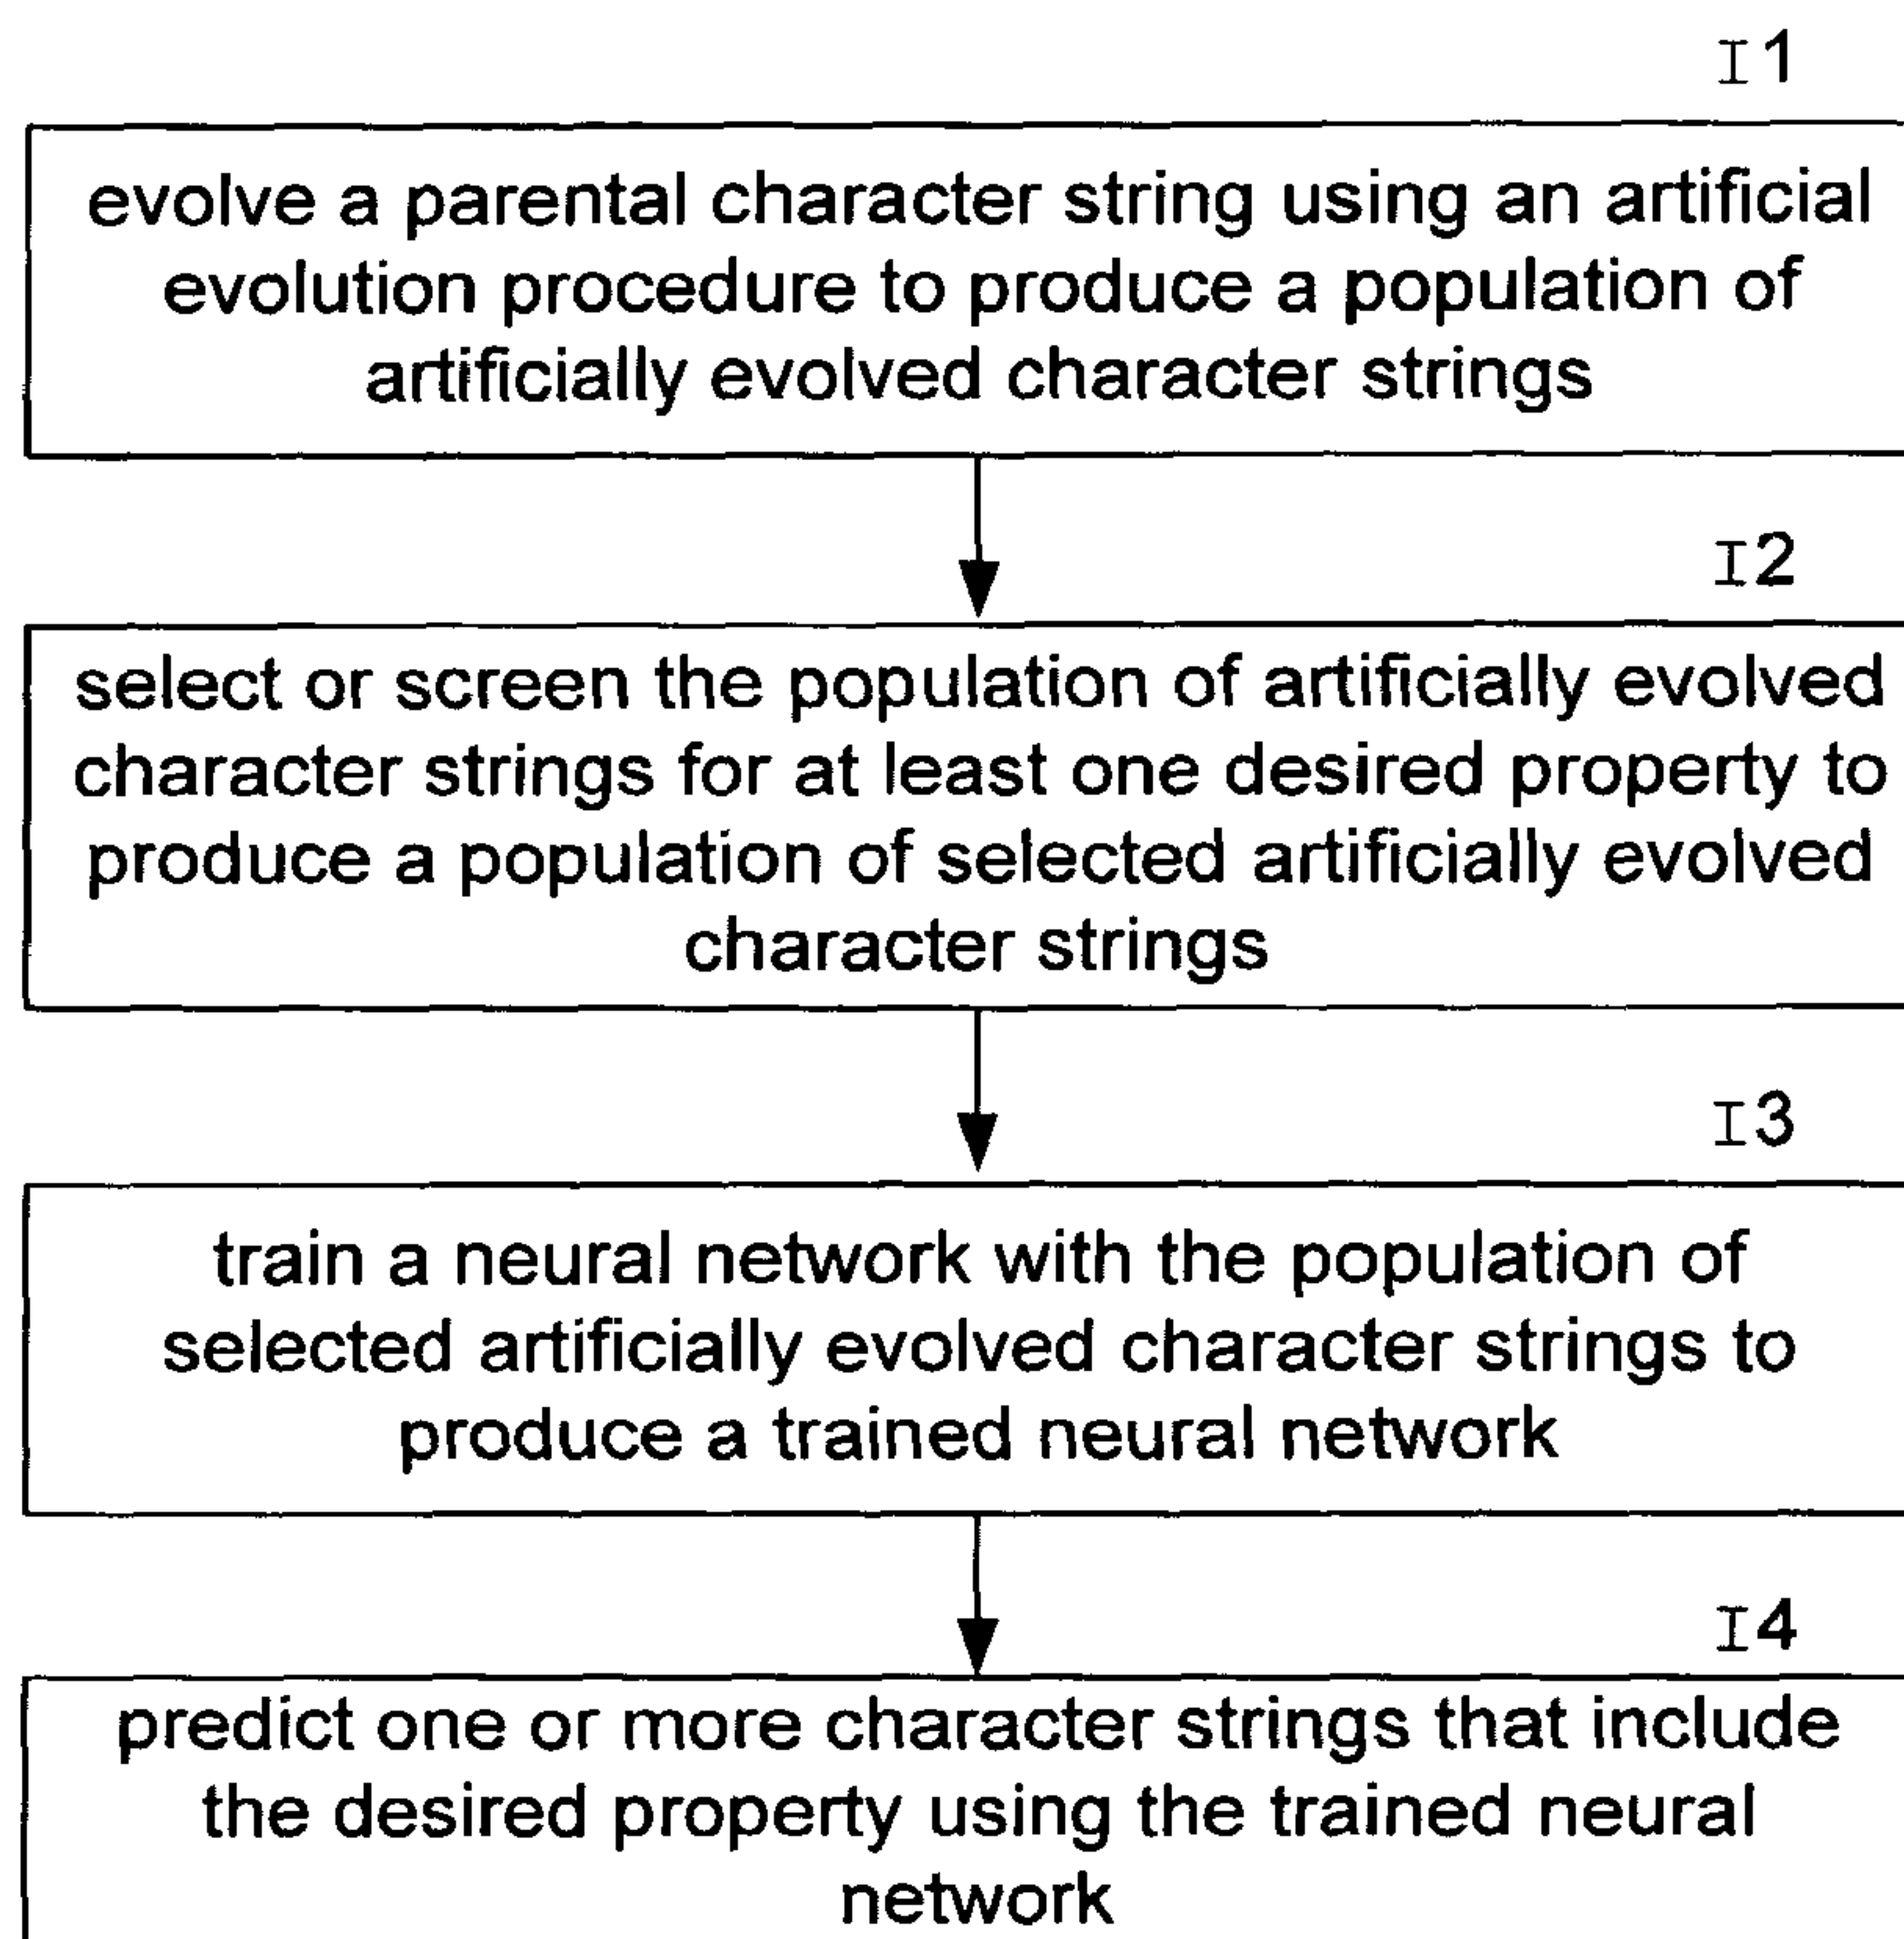 I1
evolve a parental character string using an artificial
evolution procedure to produce a population of
artificially evolved character strings
I2
select or screen the population of artificially evolved
character strings for at least one desired property to
produce a population of selected artificially evolved
character strings
I3
train a neural network with the population of
selected artificially evolved character strings to
produce a trained neural network
I4
predict one or more character strings that include
the desired property using the trained neural
network